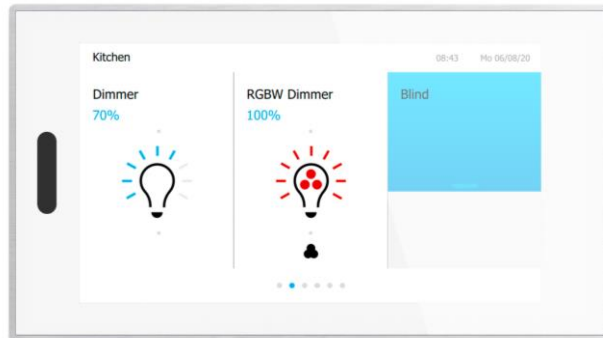 Kitchen
08:43 Mo 06/08/20
Dimmer
70%
RGBW Dimmer
100%
Blind